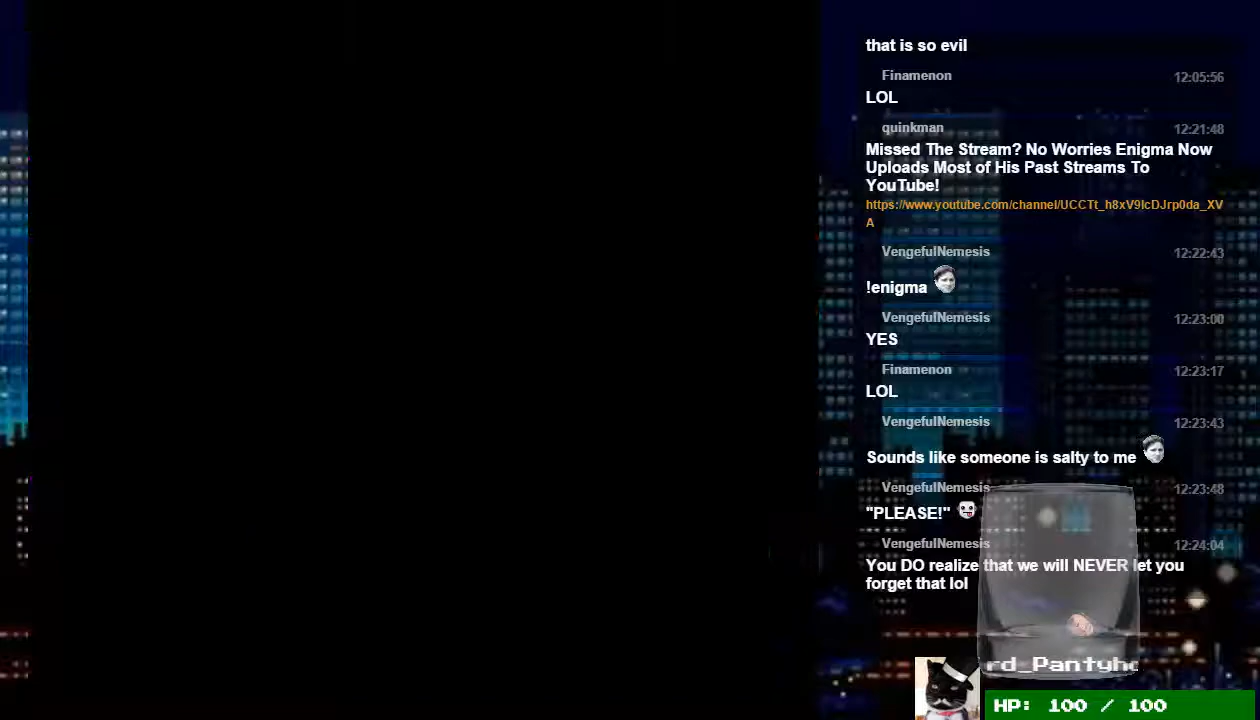 that is so evil
Finamenon 12:05:56
LOL
quinkman 12:21:48
Missed The Stream? No Worries Enigma Now
Uploads Most of His Past Streams To
YouTube!
https://www.youtube.com/channel/UCCTt_h8xV9IcDJrp0da_XV
A
VengefulNemesis 12:22:43
!enigma
VengefulNemesis 12:23:00
YES
Finamenon 12:23:17
LOL
VengefulNemesis 12:23:43
Sounds like someone is salty to me
VengefulNemesis 12:23:48
"PLEASE!"
VengefulNemesis 12:24:04
You DO realize that we will NEVER let you
forget that lol
rd_Pantyho
HP: 100 / 100